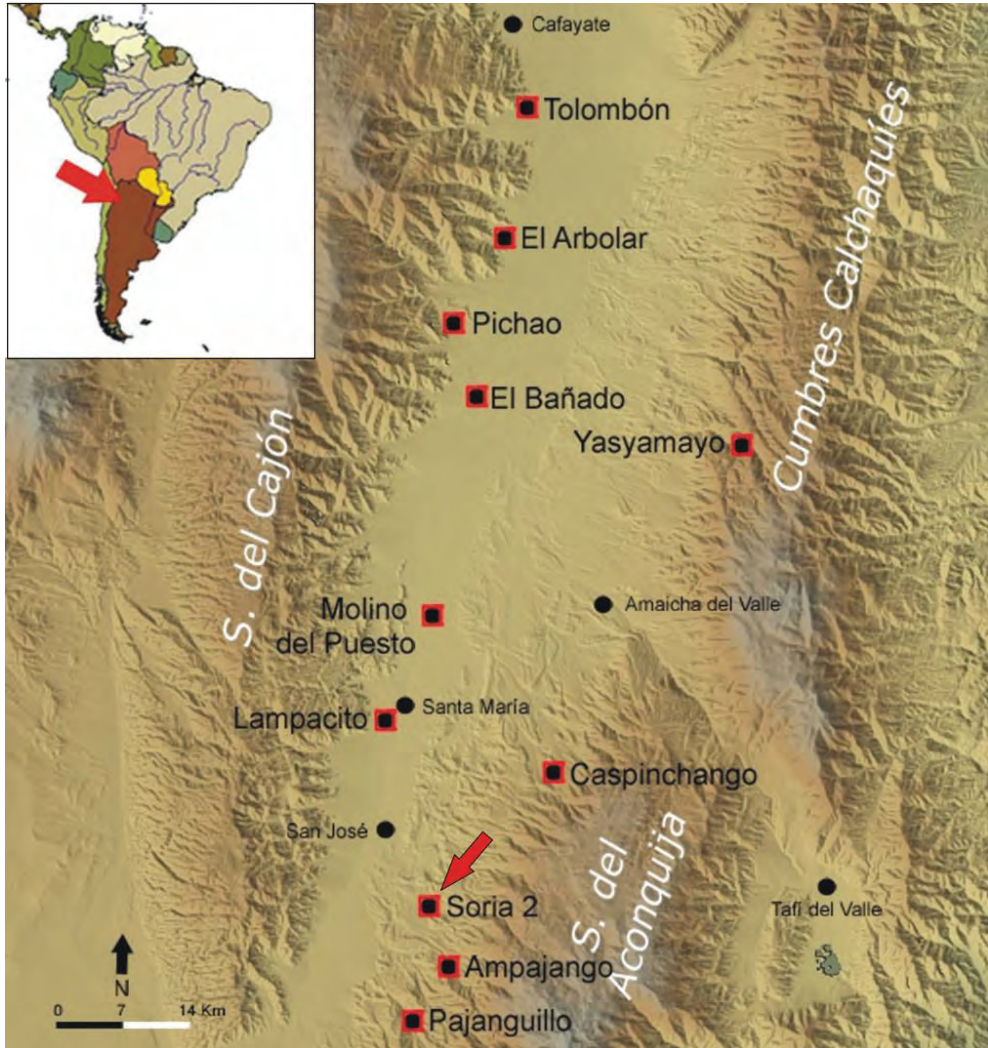 Cafayate
Tolombón
Cumbres Calchaquíes
El Arbolar
Pichao
El Bañado
S. del Cajón
Yasyamayo
Molino
del Puesto
Amaicha del Valle
Santa María
Lampacito
Caspinchango
San José
S. del
Aconquija
Soria 2
Tafí del Valle
Ampajango
N
0 7 14 Km
Pajanguillo